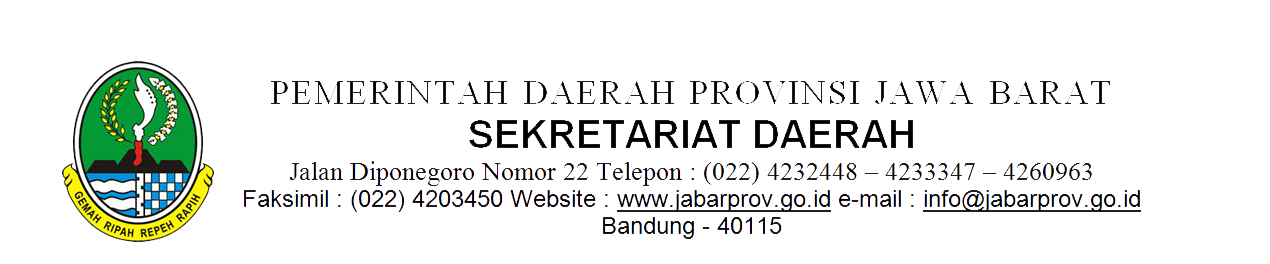 PEMERINTAH DAERAH PROVINSI JAWA BARAT
SEKRETARIAT DAERAH
Jalan Diponegoro Nomor 22 Telepon : (022) 4232448 – 4233347 – 4260963
Faksimil : (022) 4203450 Website : www.jabarprov.go.id e-mail : info@jabarprov.go.id
Bandung - 40115
GEMAH RIPAH REPEH RAPIH